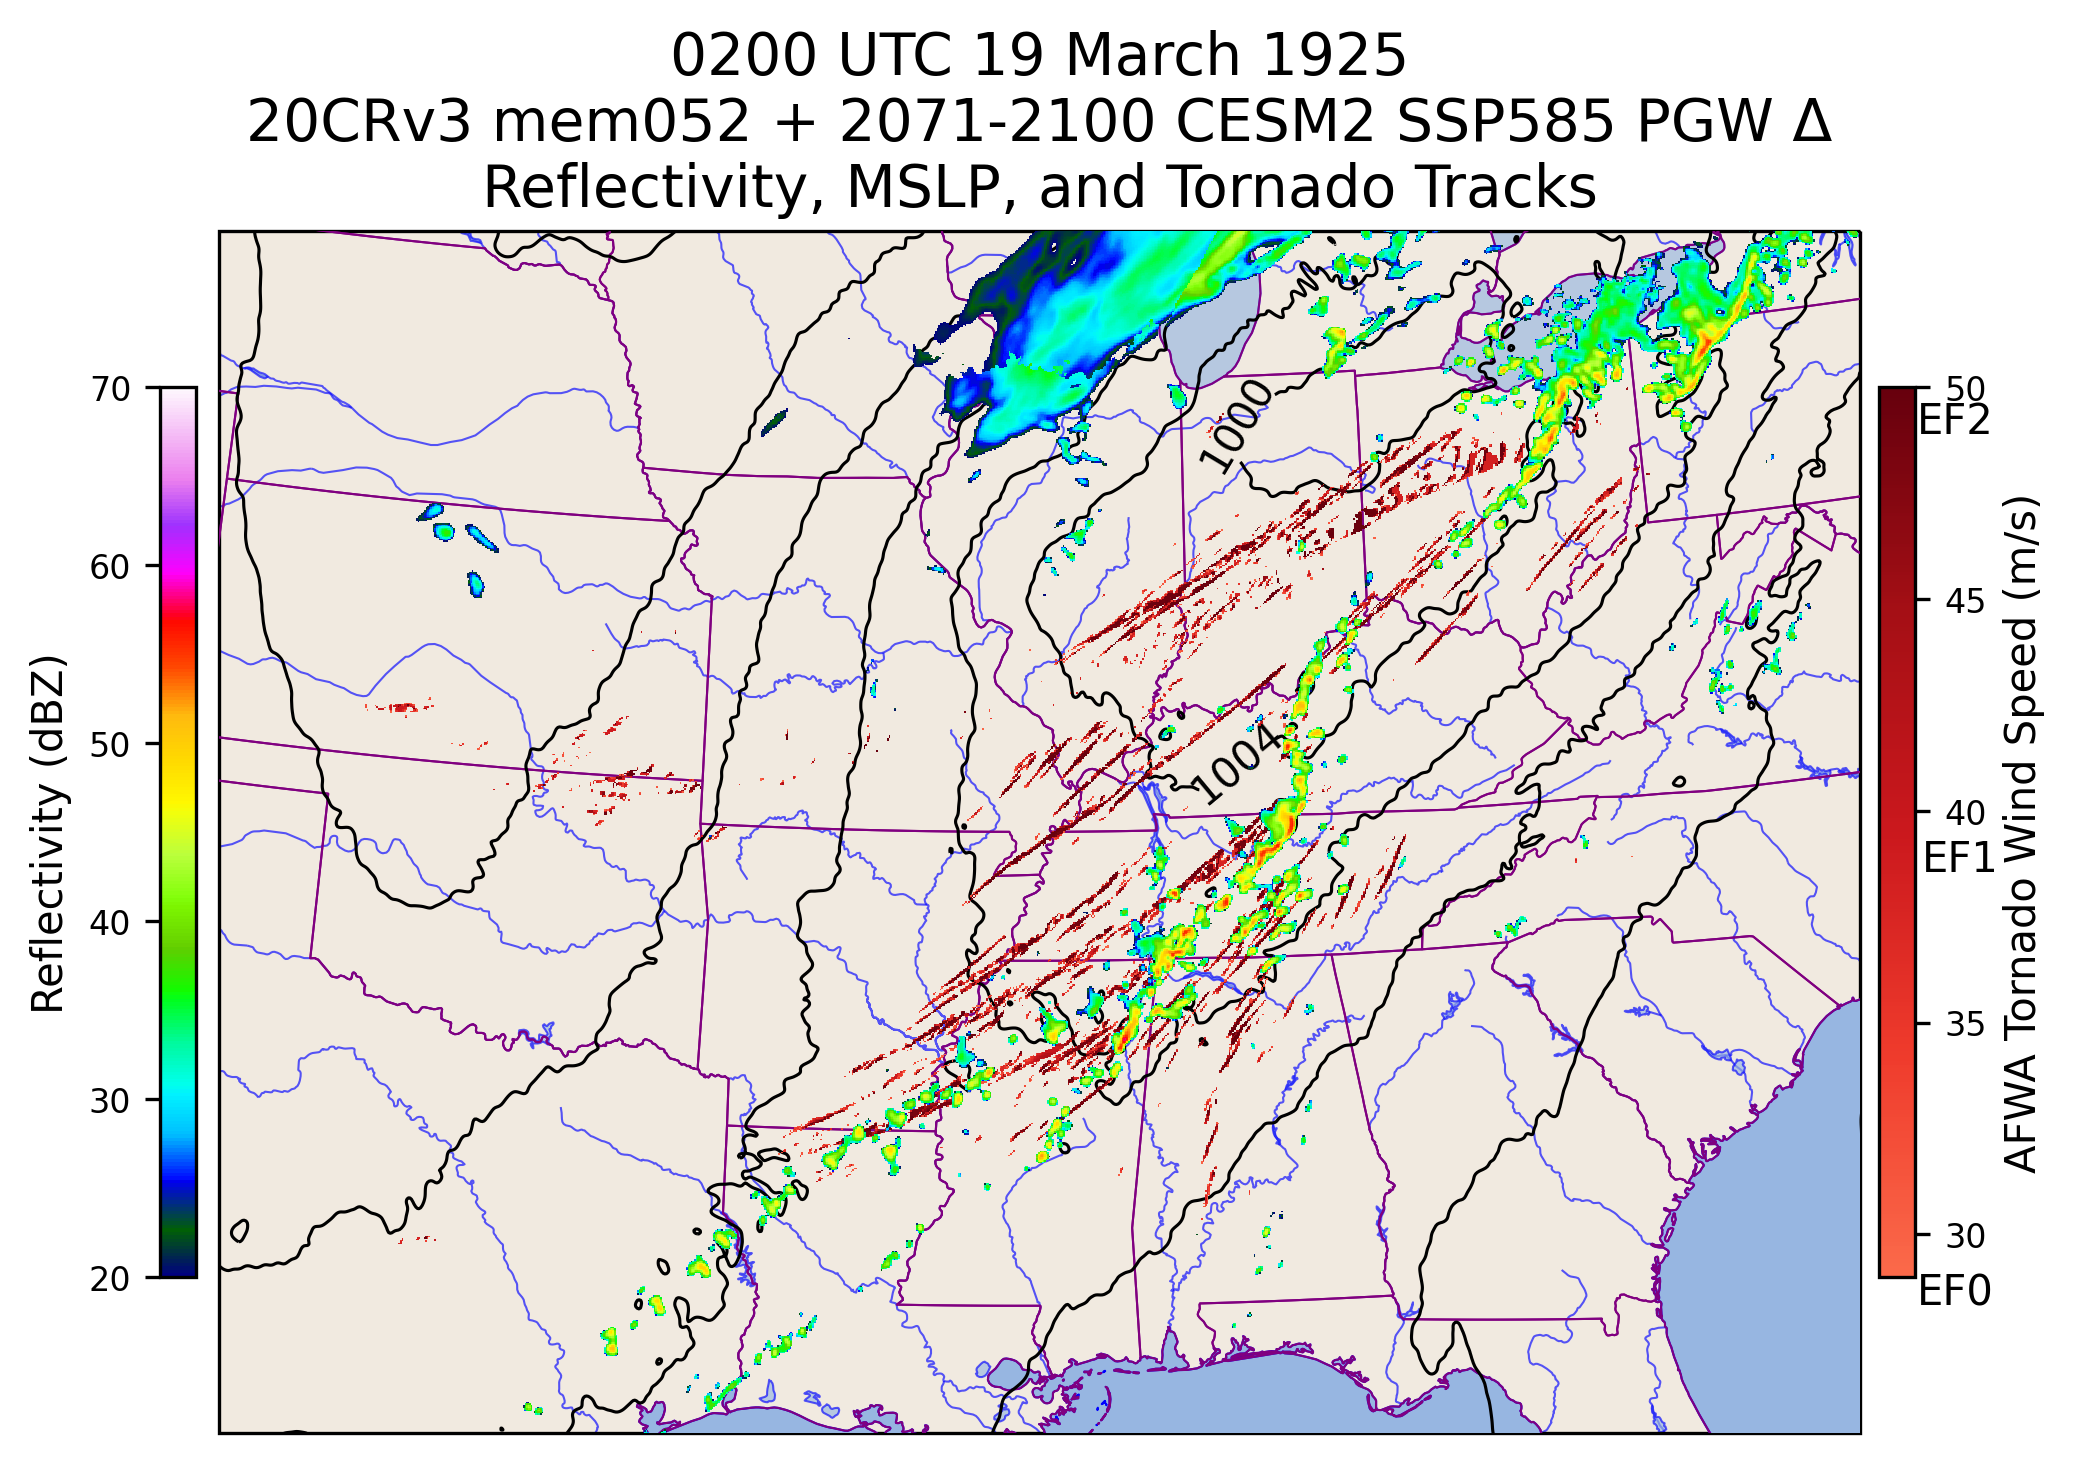 0200 UTC 19 March 1925
20CRv3 mem052 + 2071-2100 CESM2 SSP585 PGW Δ
Reflectivity, MSLP, and Tornado Tracks
70
60
50
40
30
20
Reflectivity (dBZ)
1000
1004
50
EF2
45
40
EF1
35
30
EF0
AFWA Tornado Wind Speed (m/s)